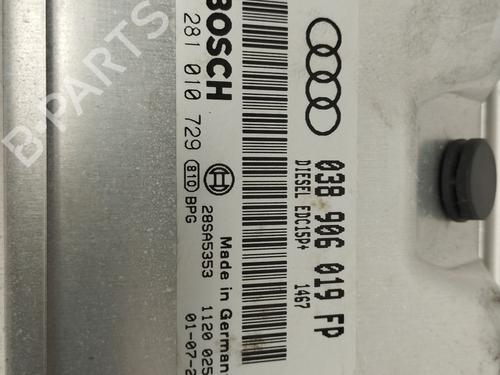 038 906 019 FP
DIESEL EDC15P+ 1467
BOSCH
281 010 729
81D BPG
28SA5353
Made in German
1120 025
01-07-2
B-PARTS